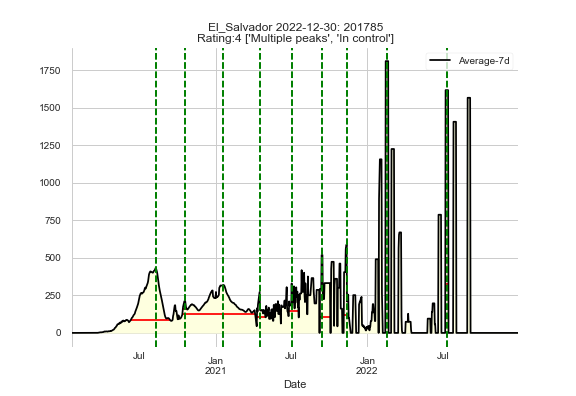 El_Salvador 2022-12-30: 201785
Rating:4 ['Multiple peaks', 'In control']
Average-7d
1750
1500
1250
1000
750
500
250
0
Jul
Jan
2021
Jul
Jan
2022
Jul
Date